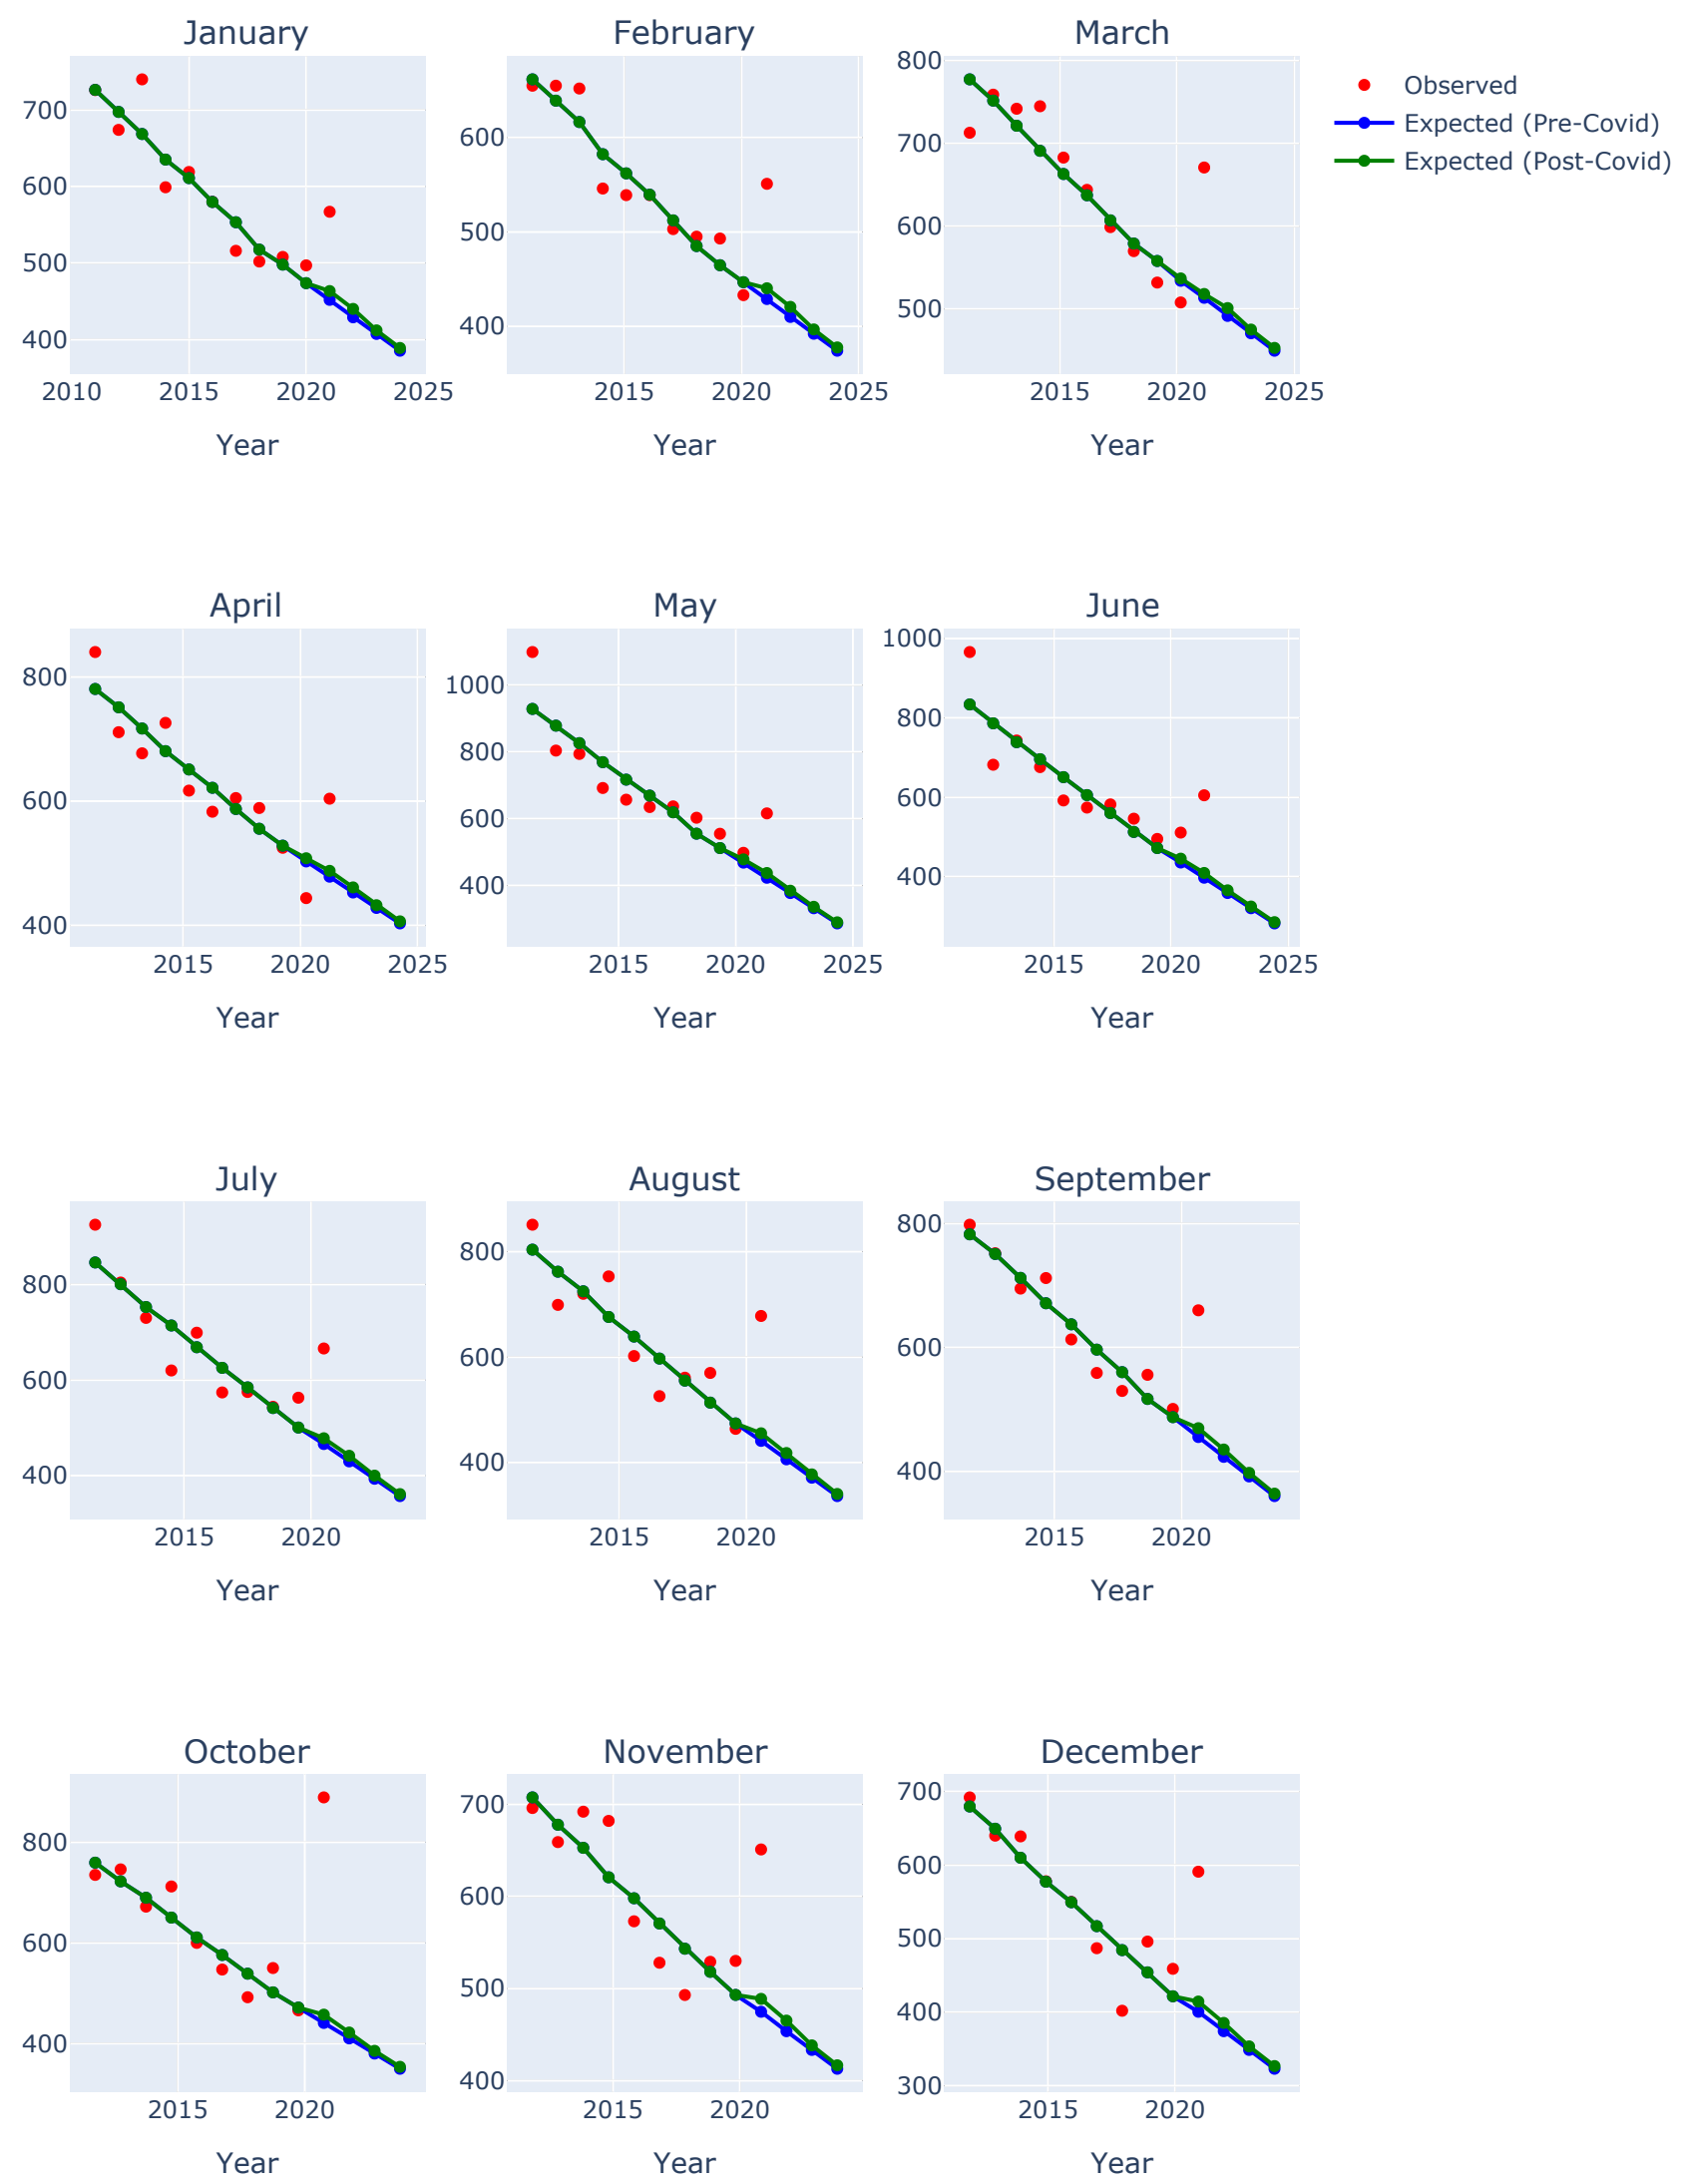 January
February
March
700
600
500
400
2010
2015
2020
2025
Year
600
500
400
2015
2020
2025
Year
800
700
600
500
2015
2020
2025
Year
Observed
Expected (Pre-Covid)
Expected (Post-Covid)
April
May
June
800
600
400
2015
2020
2025
Year
1000
800
600
400
2015
2020
2025
Year
1000
800
600
400
2015
2020
2025
Year
July
August
September
800
600
400
2015
2020
Year
800
600
400
2015
2020
Year
800
600
400
2015
2020
Year
October
November
December
800
600
400
2015
2020
Year
700
600
500
400
2015
2020
Year
700
600
500
400
300
2015
2020
Year